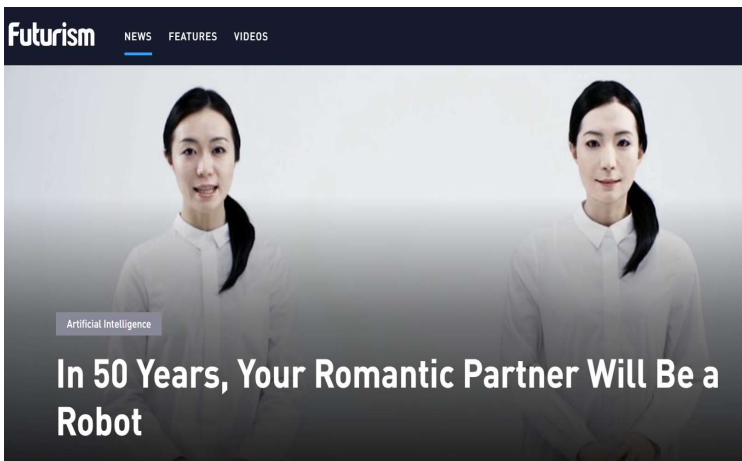 Futurism NEWS FEATURES VIDEOS
Artificial Intelligence
In 50 Years, Your Romantic Partner Will Be a
Robot